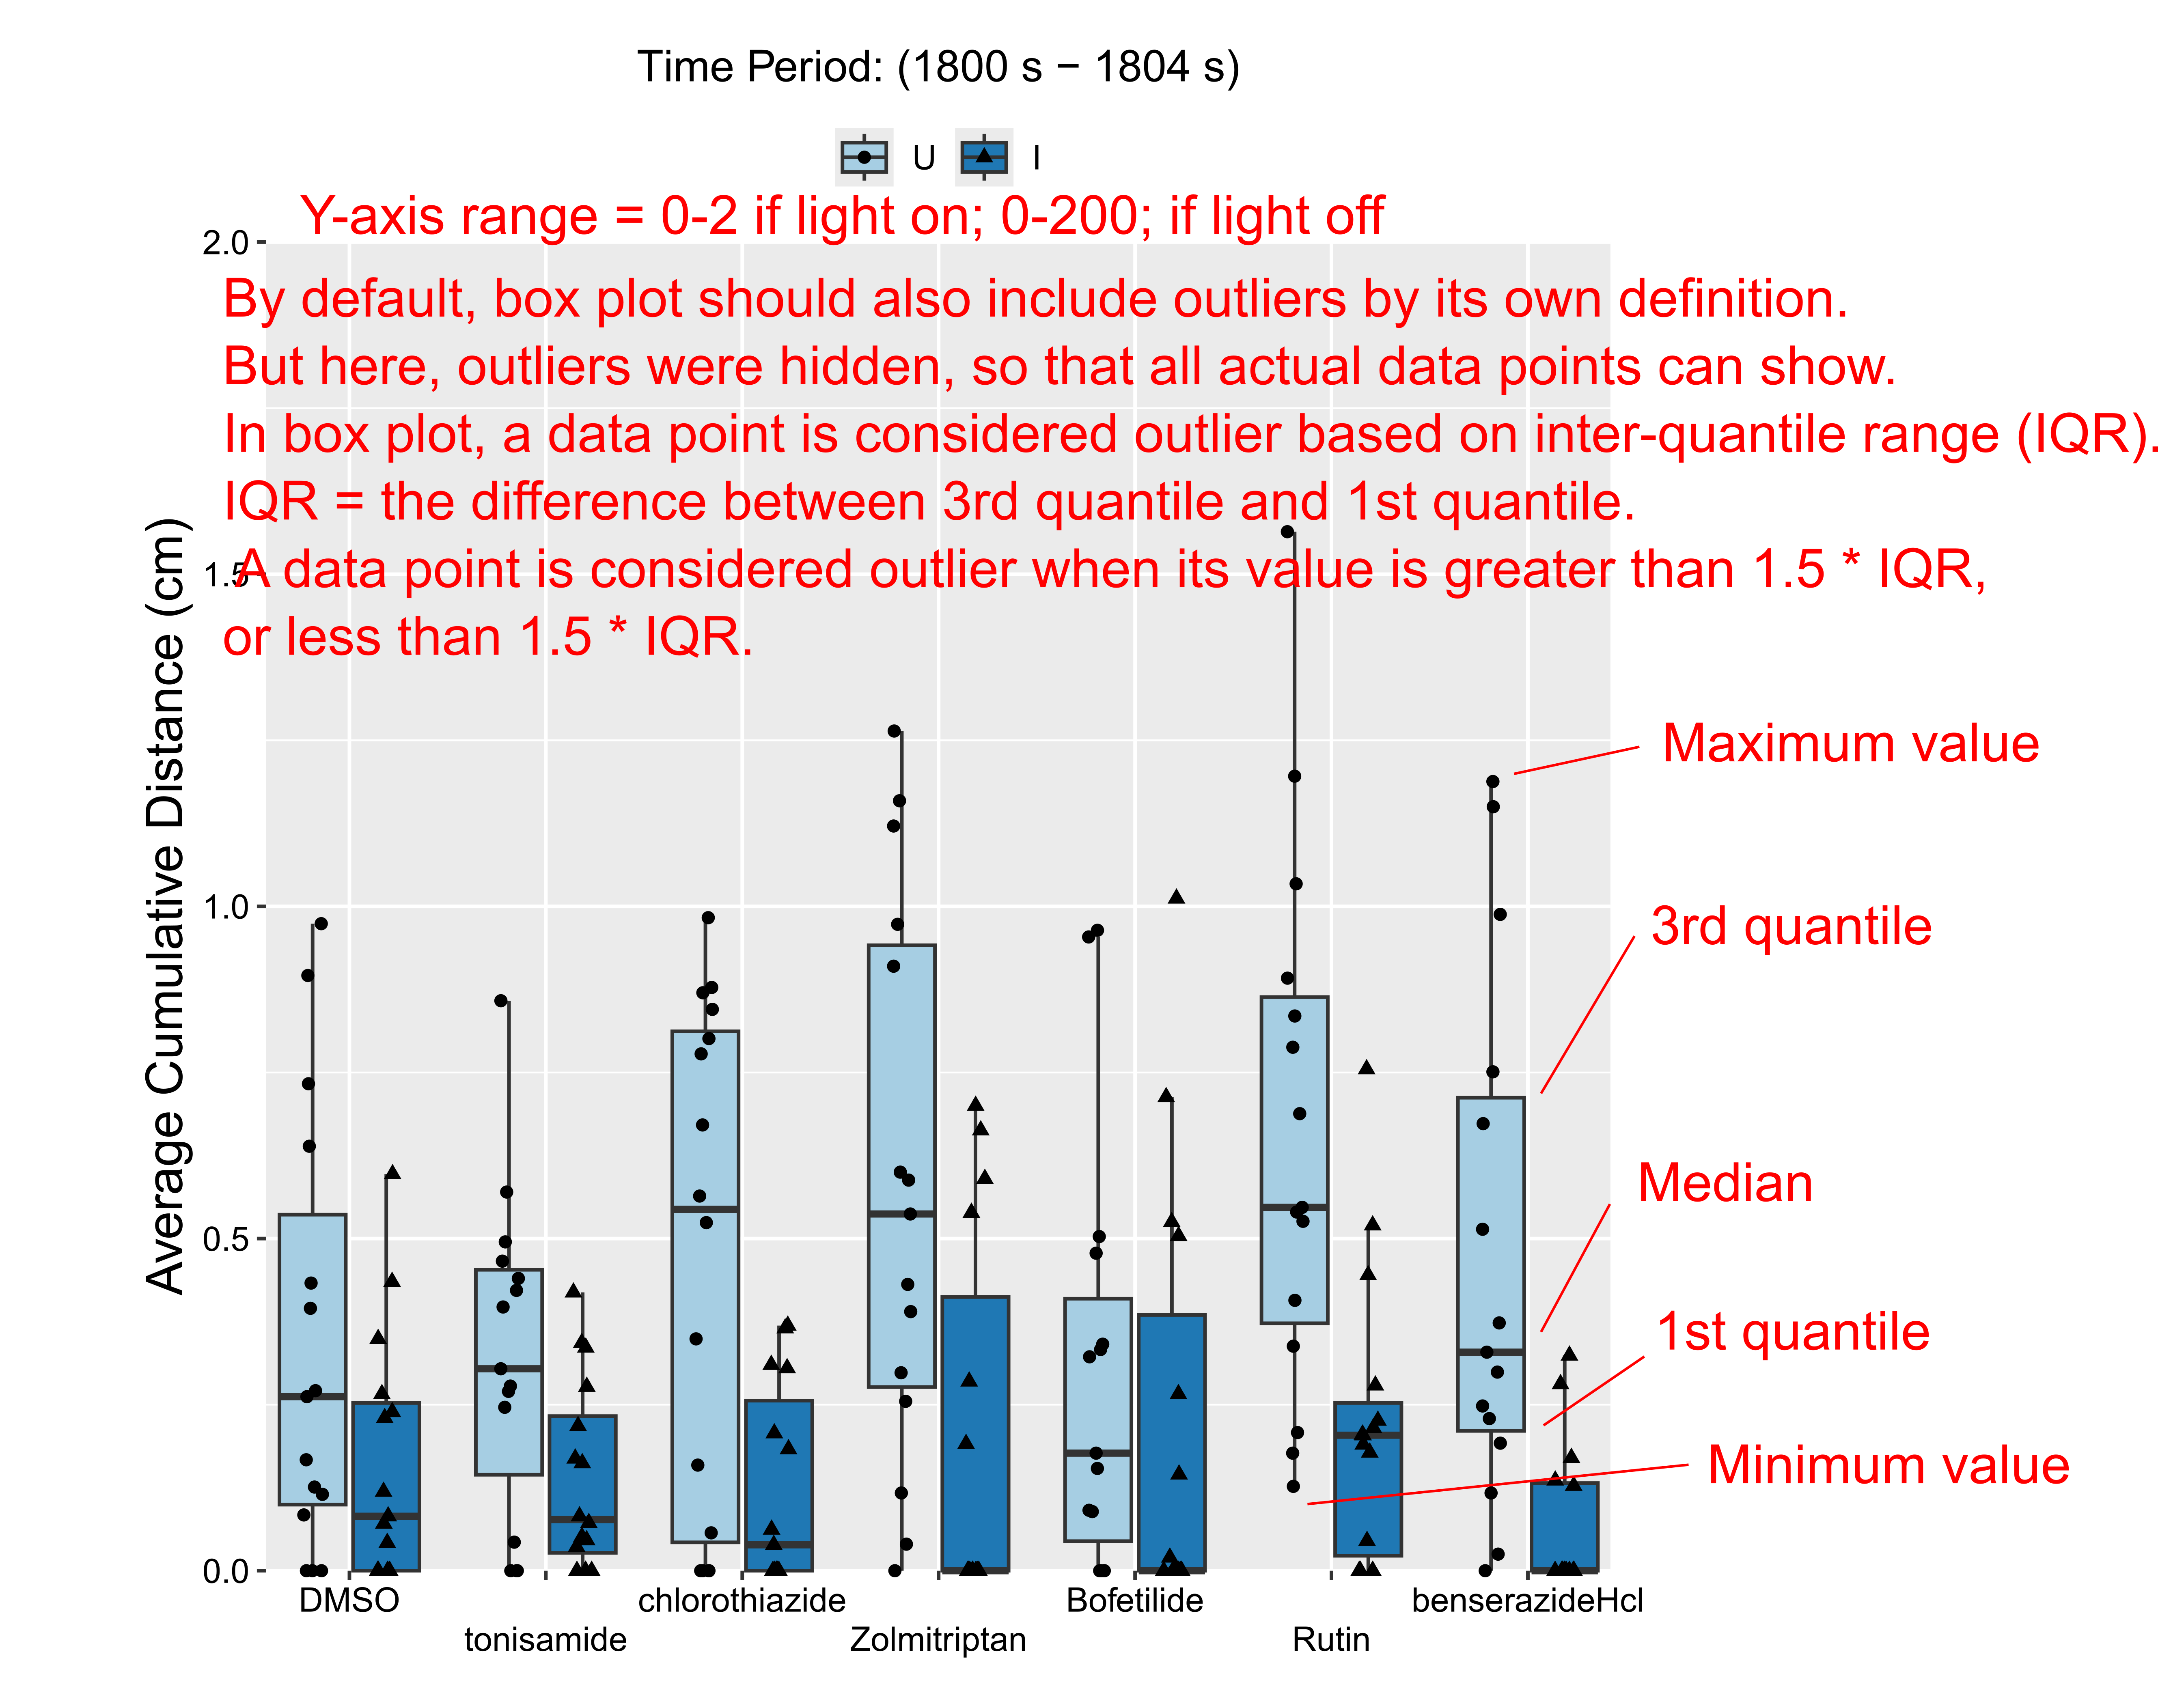 Time Period: (1800 s − 1804 s)
U I
Y-axis range = 0-2 if light on; 0-200; if light off
2.0
By default, box plot should also include outliers by its own definition.
But here, outliers were hidden, so that all actual data points can show.
In box plot, a data point is considered outlier based on inter-quantile range (IQR).
IQR = the difference between 3rd quantile and 1st quantile.
1.5
A data point is considered outlier when its value is greater than 1.5 * IQR,
or less than 1.5 * IQR.
Average Cumulative Distance (cm)
Maximum value
1.0
3rd quantile
Median
0.5
1st quantile
Minimum value
0.0
DMSO chlorothiazide Bofetilide benserazideHcl
tonisamide Zolmitriptan Rutin